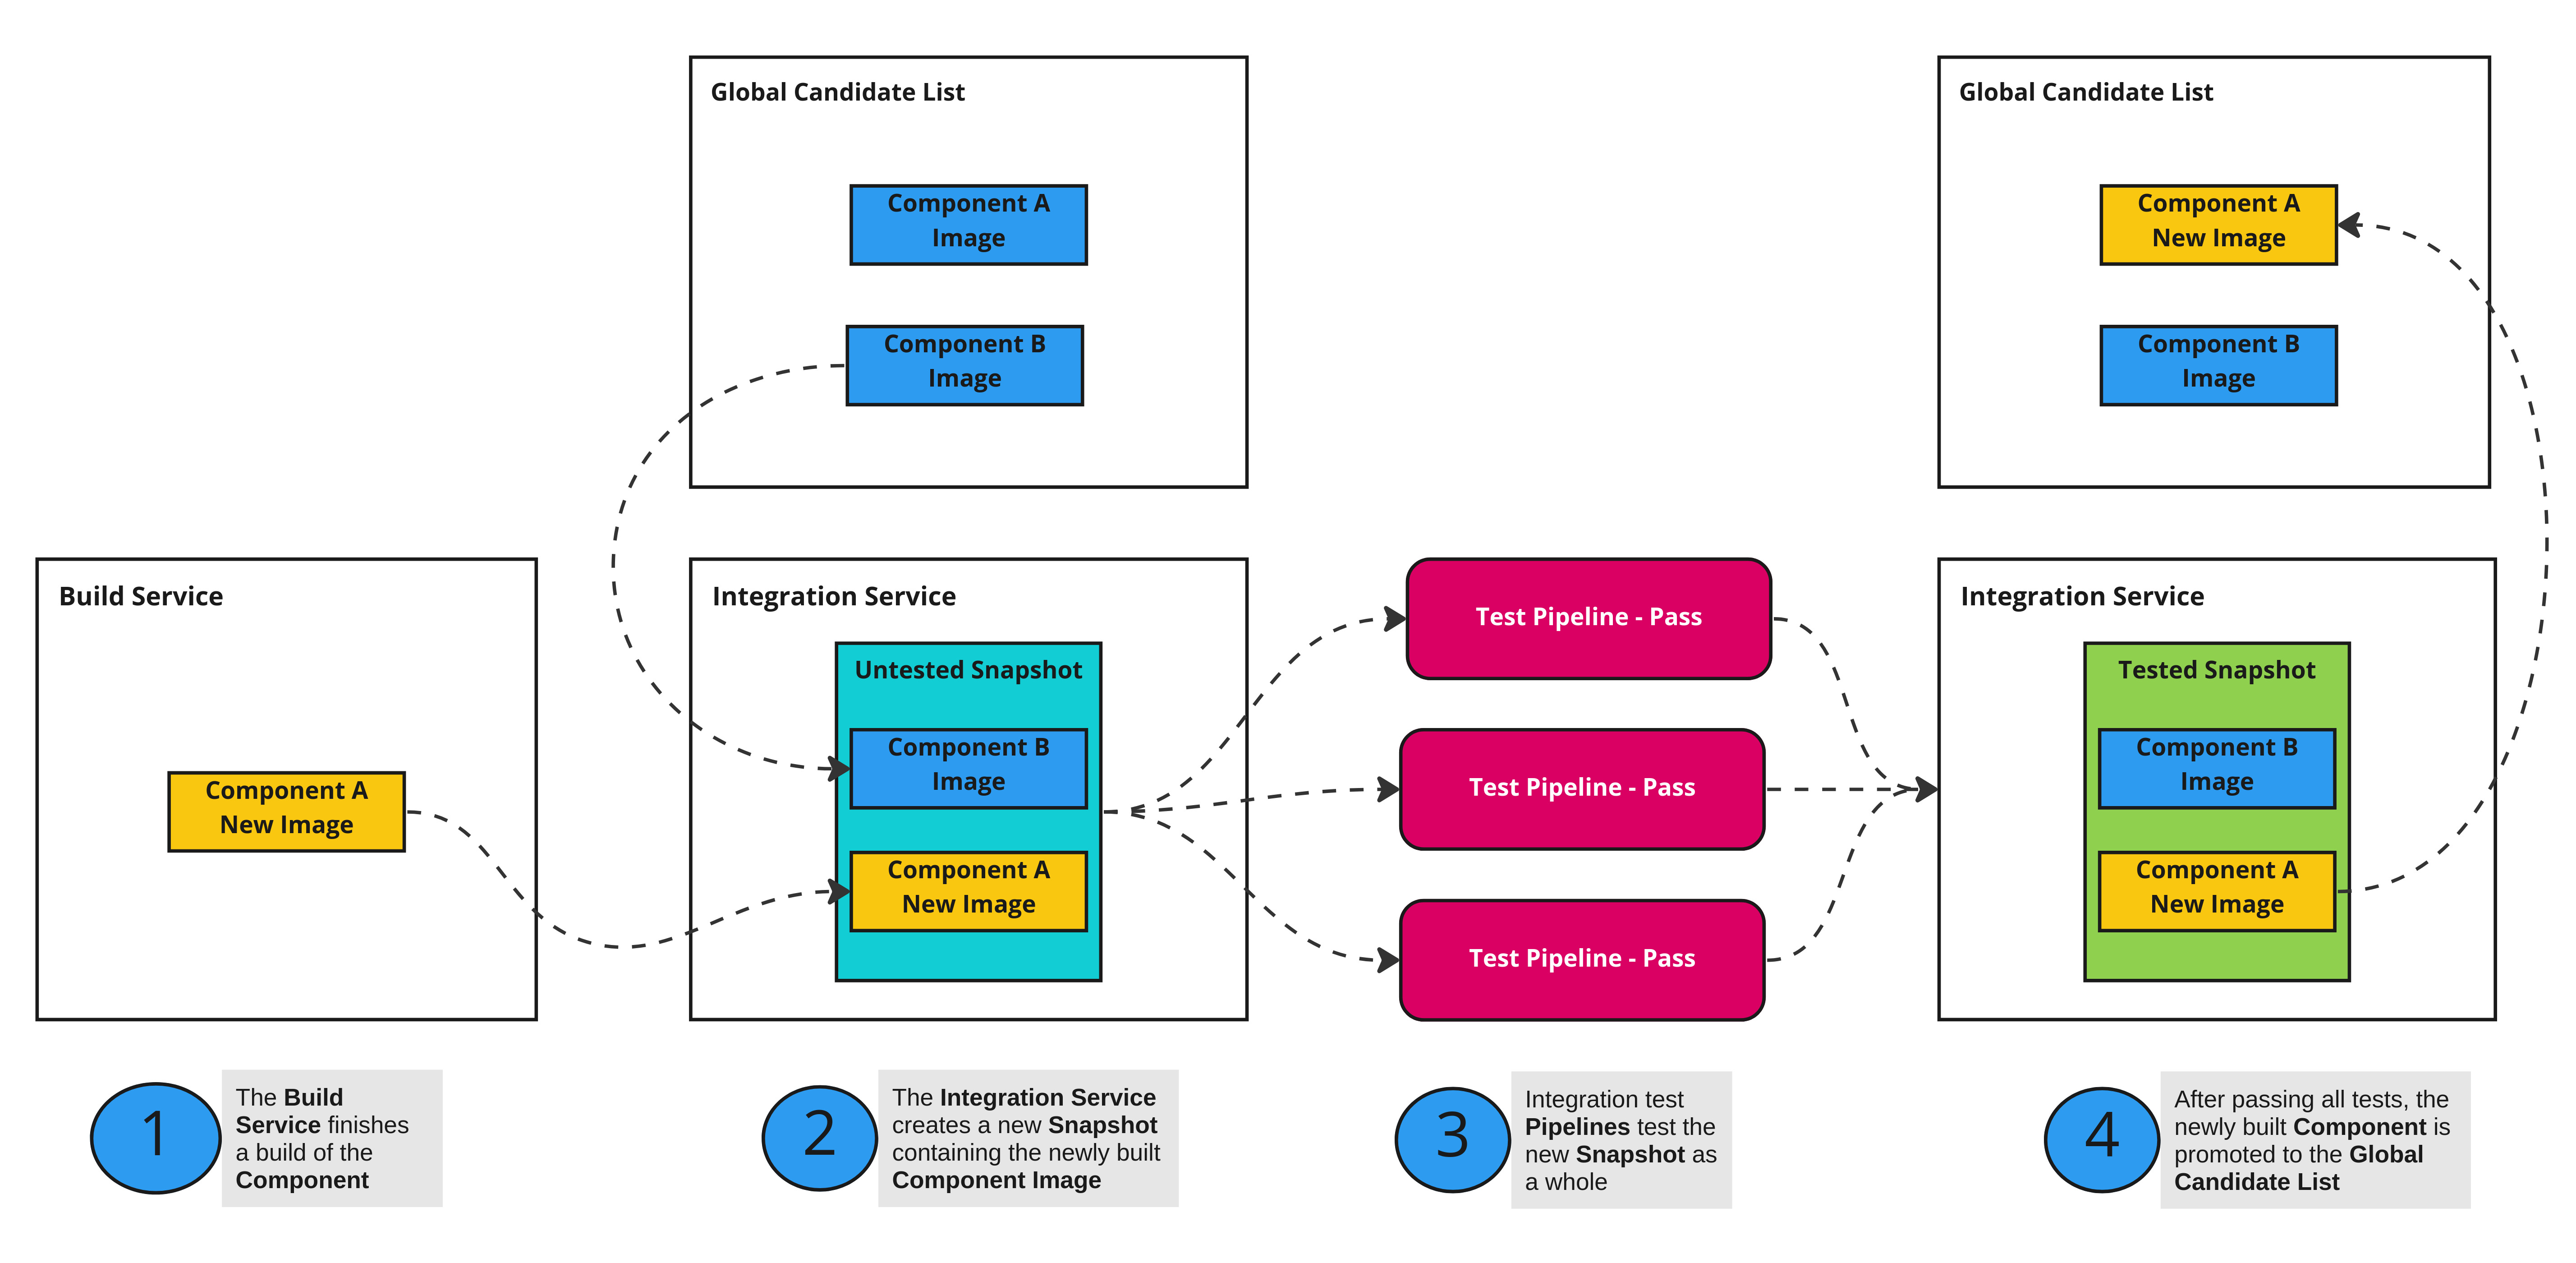 Global Candidate List
Component A
Image
Component B
Image
Global Candidate List
Component A
New Image
Component B
Image
Build Service
Component A
New Image
Integration Service
Untested Snapshot
Component B
Image
Component A
New Image
Test Pipeline - Pass
Test Pipeline - Pass
Test Pipeline - Pass
Integration Service
Tested Snapshot
Component B
Image
Component A
New Image
1
The Build
Service finishes
a build of the
Component
2
The Integration Service
creates a new Snapshot
containing the newly built
Component Image
3
Integration test
Pipelines test the
new Snapshot as
a whole
4
After passing all tests, the
newly built Component is
promoted to the Global
Candidate List